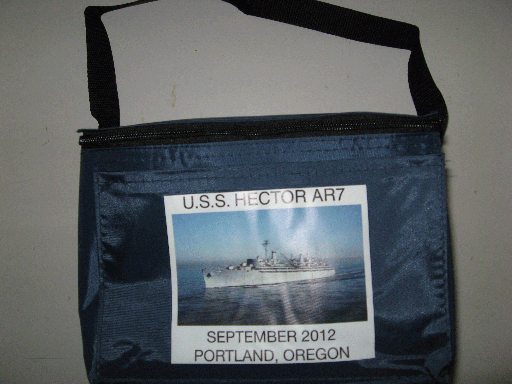 U.S.S. HECTOR AR7
SEPTEMBER 2012
PORTLAND, OREGON